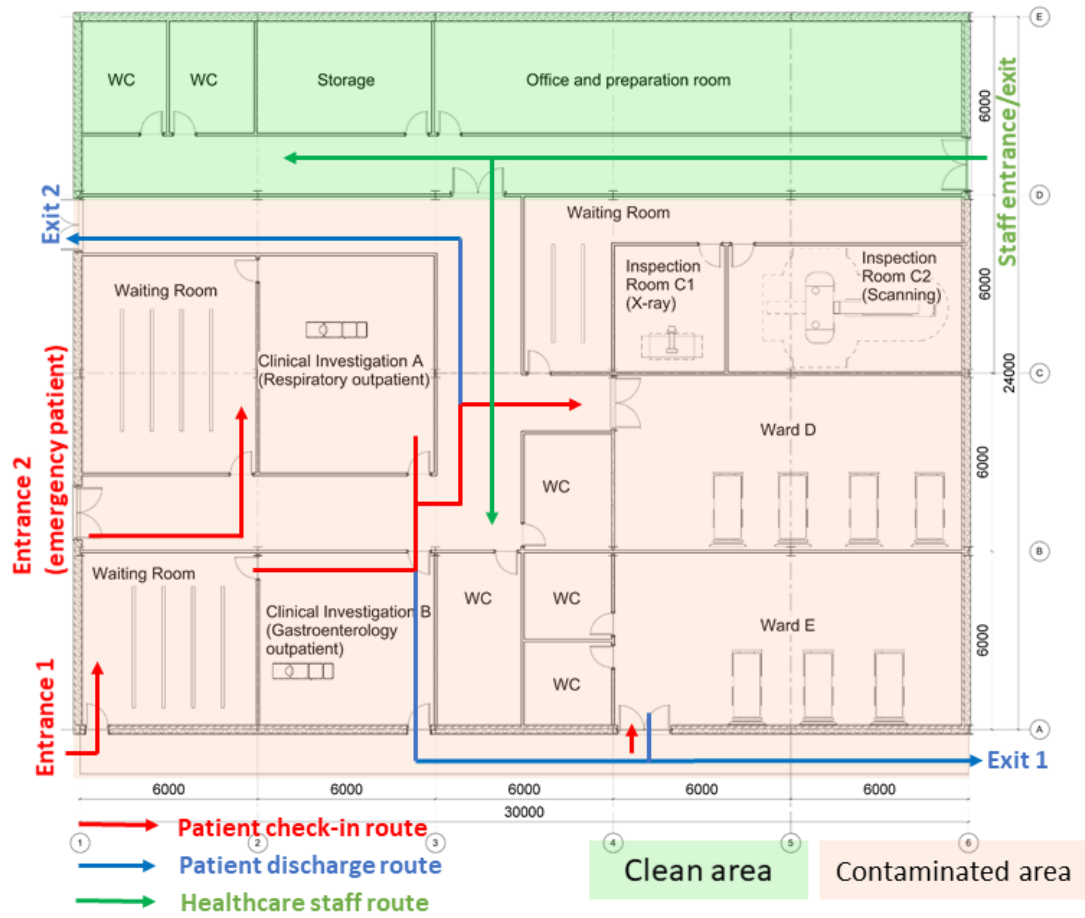 E
WC
WC
Storage
Office and preparation room
6000
Staff entrance/exit
D
Exit 2
Waiting Room
Waiting Room
Inspection
Room C1
(X-ray)
Inspection
Room C2
(Scanning)
6000
Clinical Investigation A
(Respiratory outpatient)
C
24000
Entrance 2
(emergency patient)
Ward D
WC
6000
B
Waiting Room
Clinical Investigation B
(Gastroenterology
outpatient)
WC
WC
WC
Ward E
6000
Entrance 1
A
Exit 1
6000
6000
6000
6000
6000
30000
1
2
3
4
5
6
Patient check-in route
Patient discharge route
Healthcare staff route
Clean area
Contaminated area